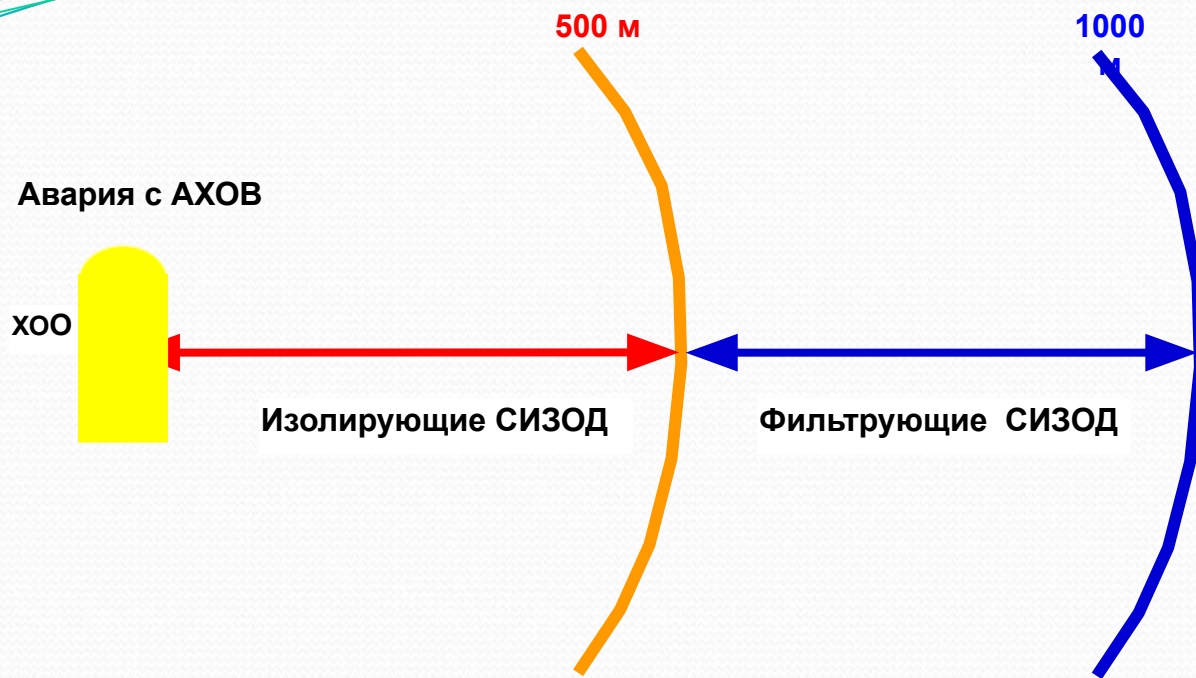 500 м
1000
м
Авария с АХОВ
ХОО
Изолирующие СИЗОД
Фильтрующие СИЗОД